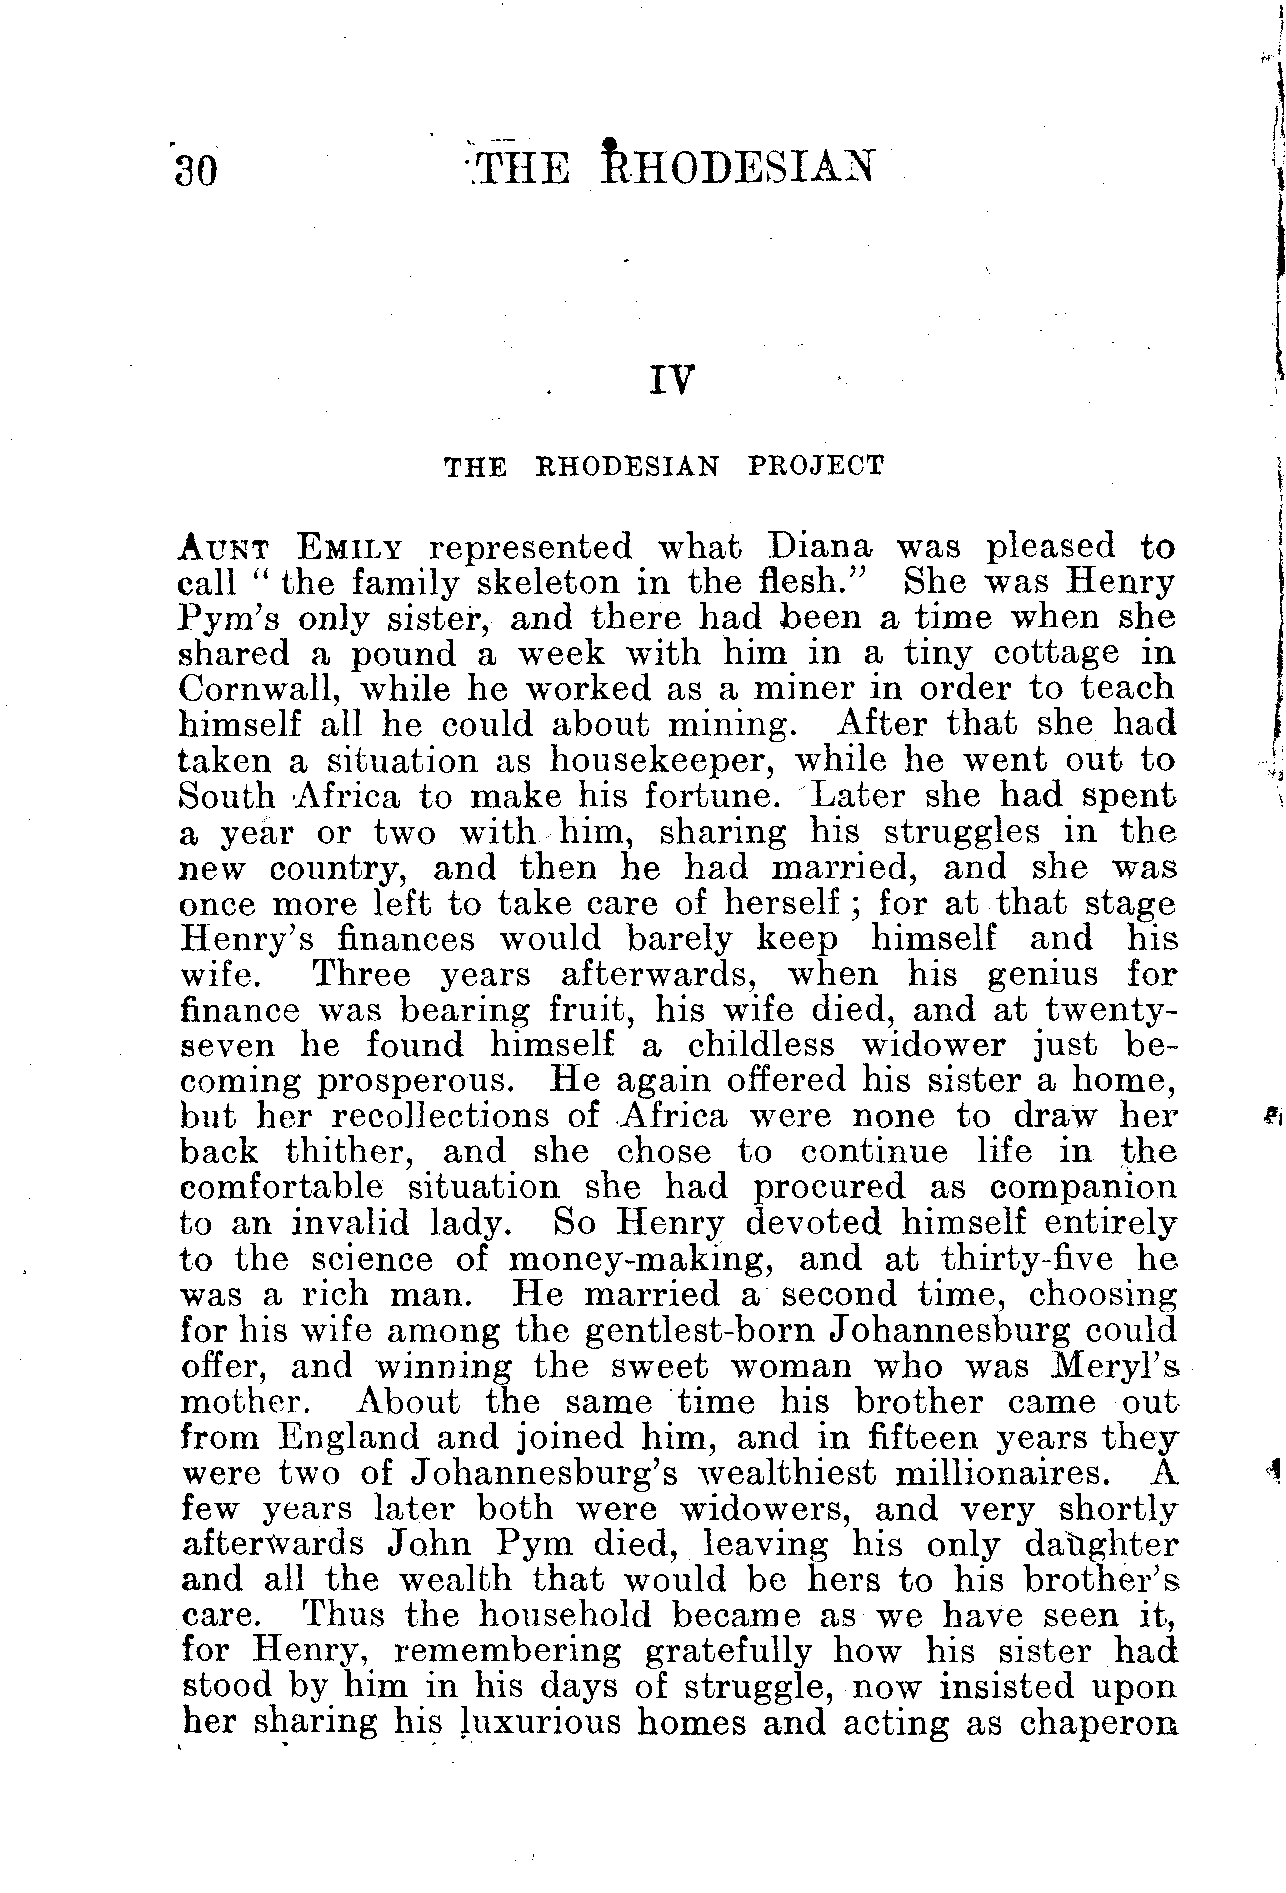 30 THE RHODESIAN
IV
THE RHODESIAN PROJECT
AUNT EMILY represented what Diana was pleased to
call “ the family skeleton in the flesh.” She was Henry
Pym’s only sister, and there had been a time when she
shared a pound a week with him in a tiny cottage in
Cornwall, while he worked as a miner in order to teach
himself all he could about mining. After that she had
taken a situation as housekeeper, while he went out to
South Africa to make his fortune. Later she had spent
a year or two with him, sharing his struggles in the
new country, and then he had married, and she was
once more left to take care of herself ; for at that stage
Henry’s finances would barely keep himself and his
wife. Three years afterwards, when his genius for
finance was bearing fruit, his wife died, and at twenty-
seven he found himself a childless widower just be-
coming prosperous. He again offered his sister a home,
but her recollections of Africa were none to draw her
back thither, and she chose to continue life in the
comfortable situation she had procured as companion
to an invalid lady. So Henry devoted himself entirely
to the science of money-making, and at thirty-five he
was a rich man. He married a second time, choosing
for his wife among the gentlest-born Johannesburg could
offer, and winning the sweet woman who was Meryl’s
mother. About the same time his brother came out
from England and joined him, and in fifteen years they
were two of Johannesburg’s wealthiest millionaires. A
few years later both were widowers, and very shortly
afterwards John Pym died, leaving his only daughter
and all the wealth that would be hers to his brother’s
care. Thus the household became as we have seen it,
for Henry, remembering gratefully how his sister had
stood by him in his days of struggle, now insisted upon
her sharing his luxurious homes and acting as chaperon